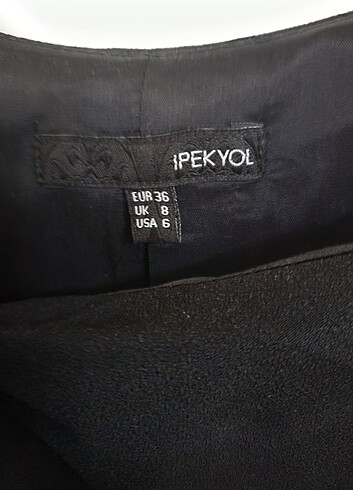 IPEKYOL
EUR 36
UK 8
USA 6